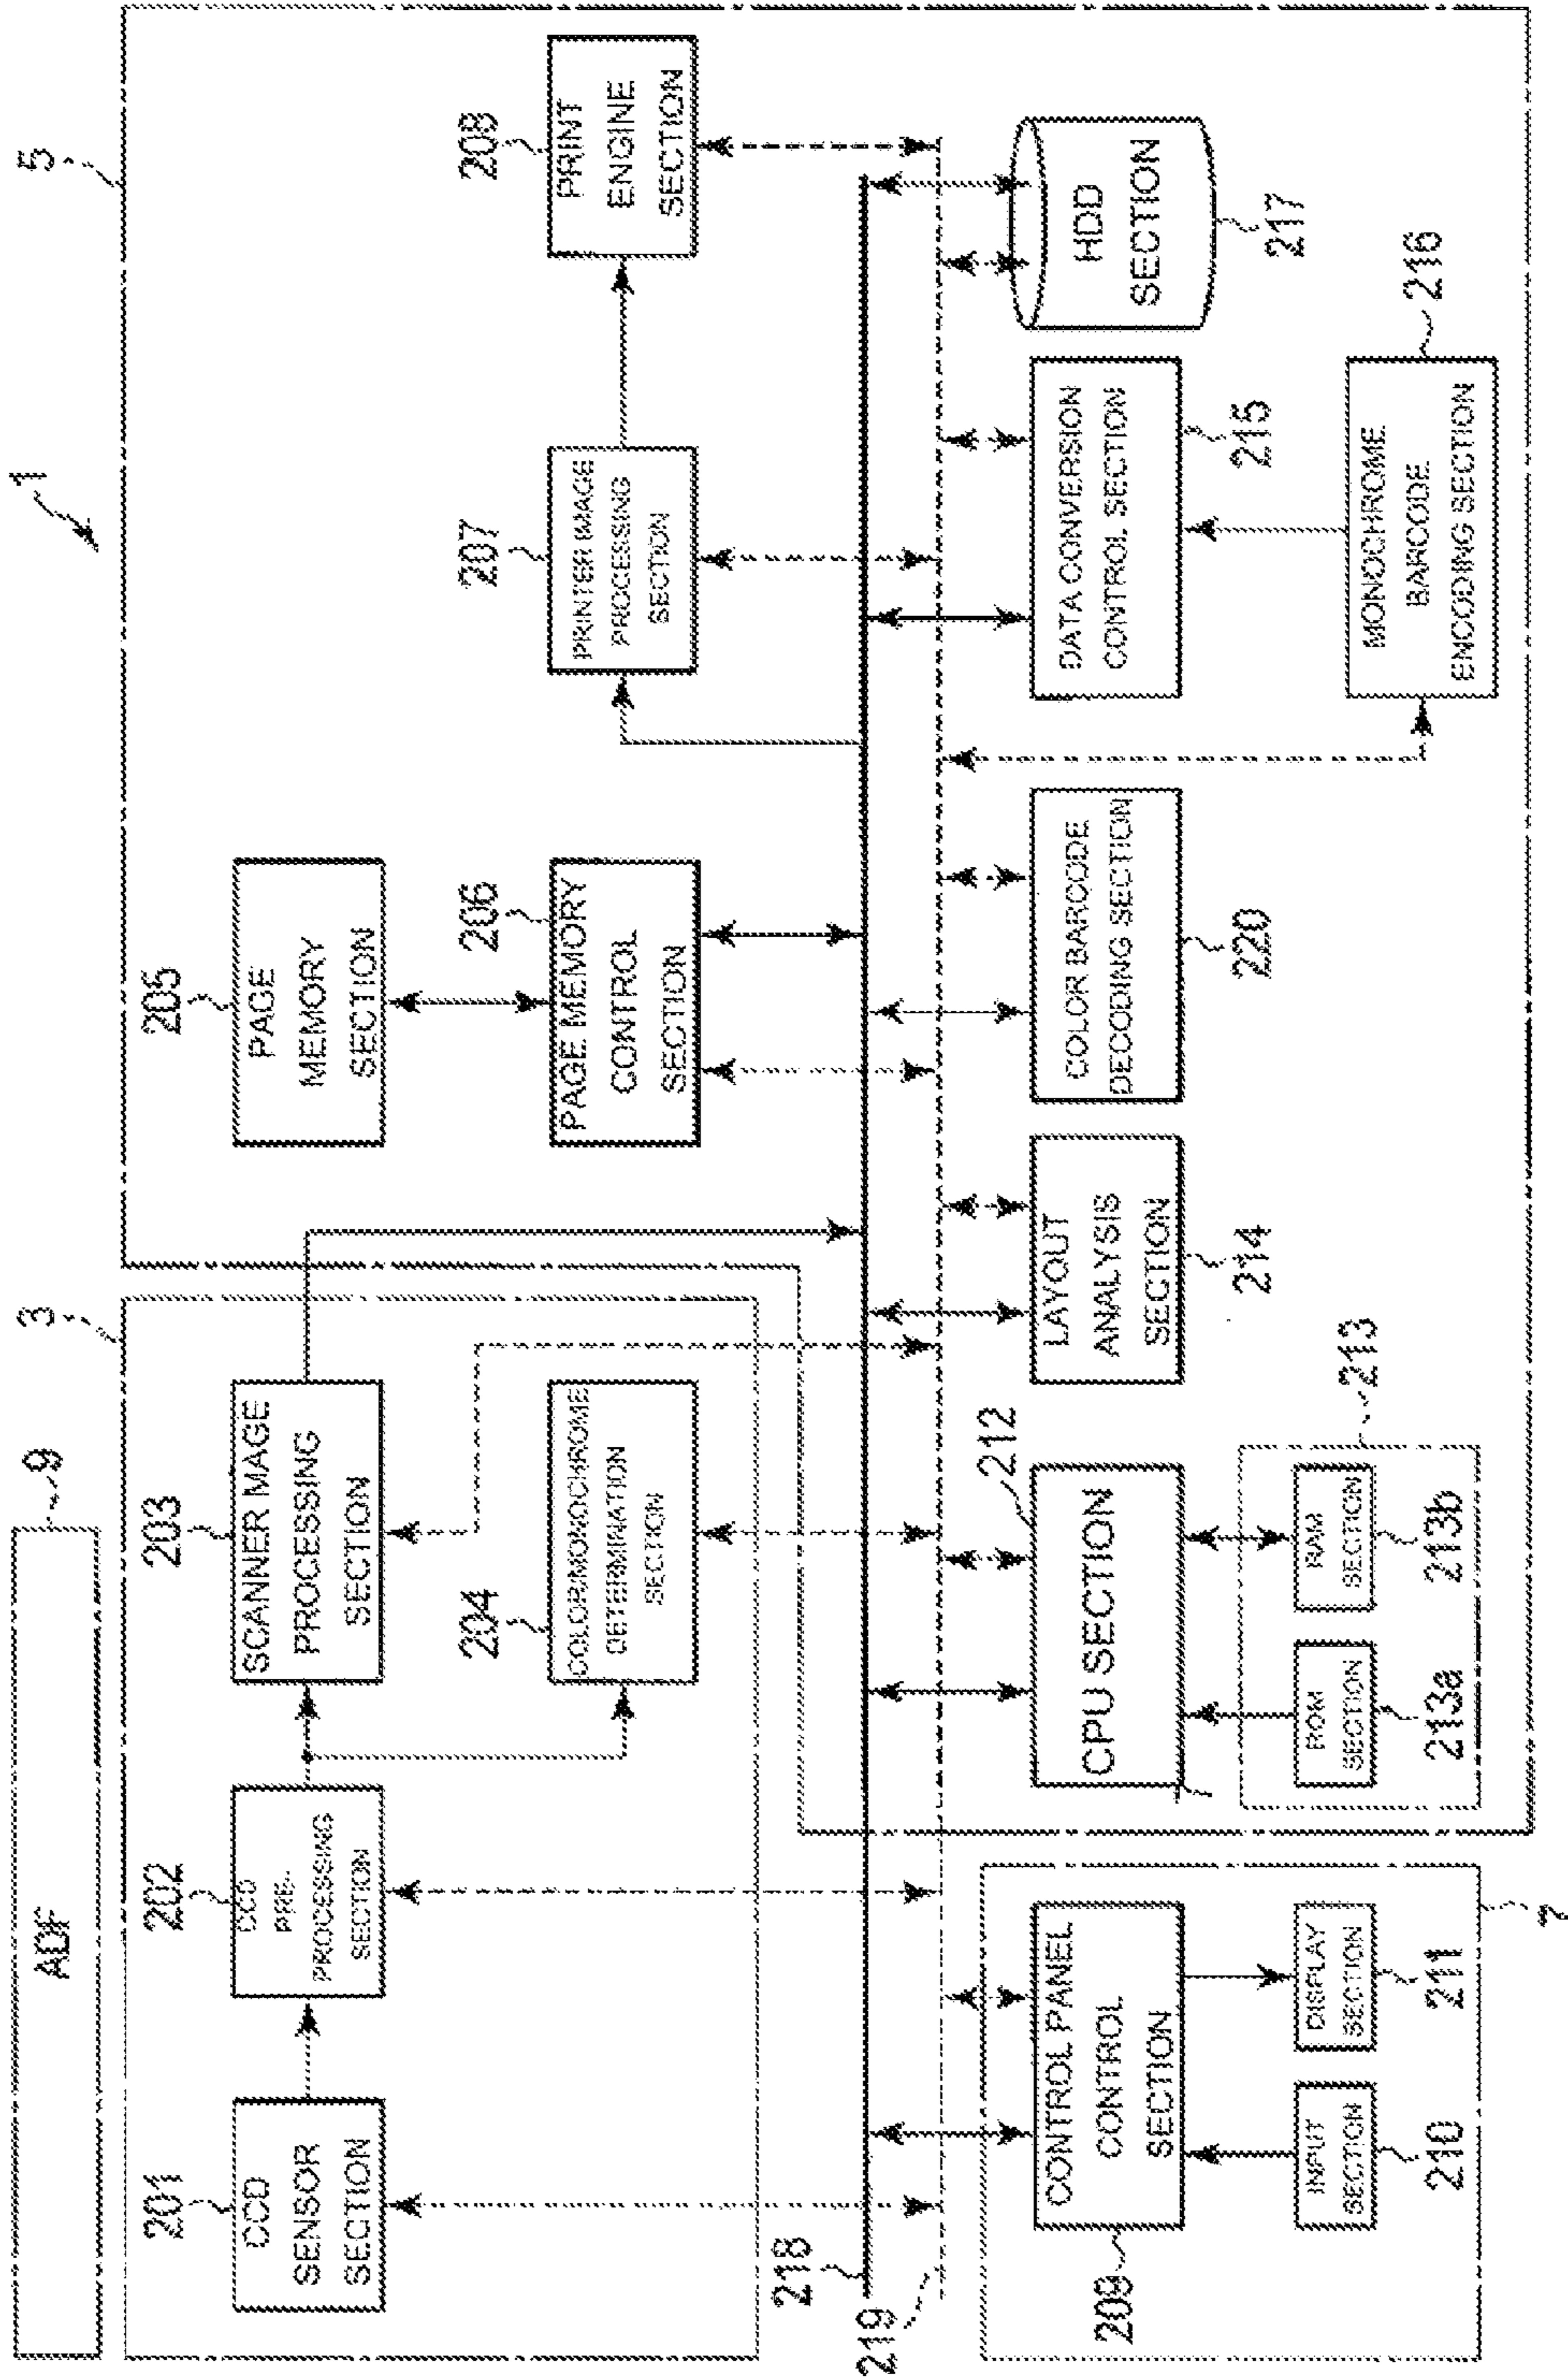 1
ADF
9
3
5
201
CCD
SENSOR
SECTION
202
CCD
PRE-
PROCESSING
SECTION
203
SCANNER IMAGE
PROCESSING
SECTION
204
COLOR/MONOCHROME
DETERMINATION
SECTION
205
PAGE
MEMORY
SECTION
206
PAGE MEMORY
CONTROL
SECTION
207
PRINTER IMAGE
PROCESSING
SECTION
208
PRINT
ENGINE
SECTION
218
219
CONTROL PANEL
CONTROL
SECTION
209
INPUT
SECTION
210
DISPLAY
SECTION
211
7
212
CPU SECTION
ROM
SECTION
213a
RAM
SECTION
213b
213
LAYOUT
ANALYSIS
SECTION
214
COLOR BARCODE
DECODING SECTION
220
DATA CONVERSION
CONTROL SECTION
215
MONOCHROME
BARCODE
ENCODING SECTION
216
HDD
SECTION
217